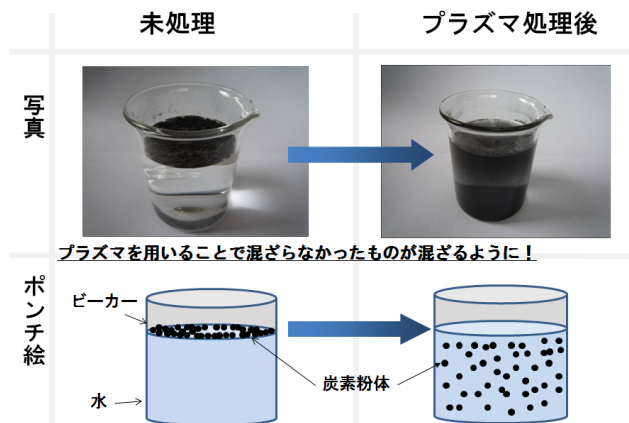 未処理
プラズマ処理後
写真
プラズマを用いることで混ざらなかったものが混ざるように！
ポンチ絵
ビーカー
炭素粉体
水